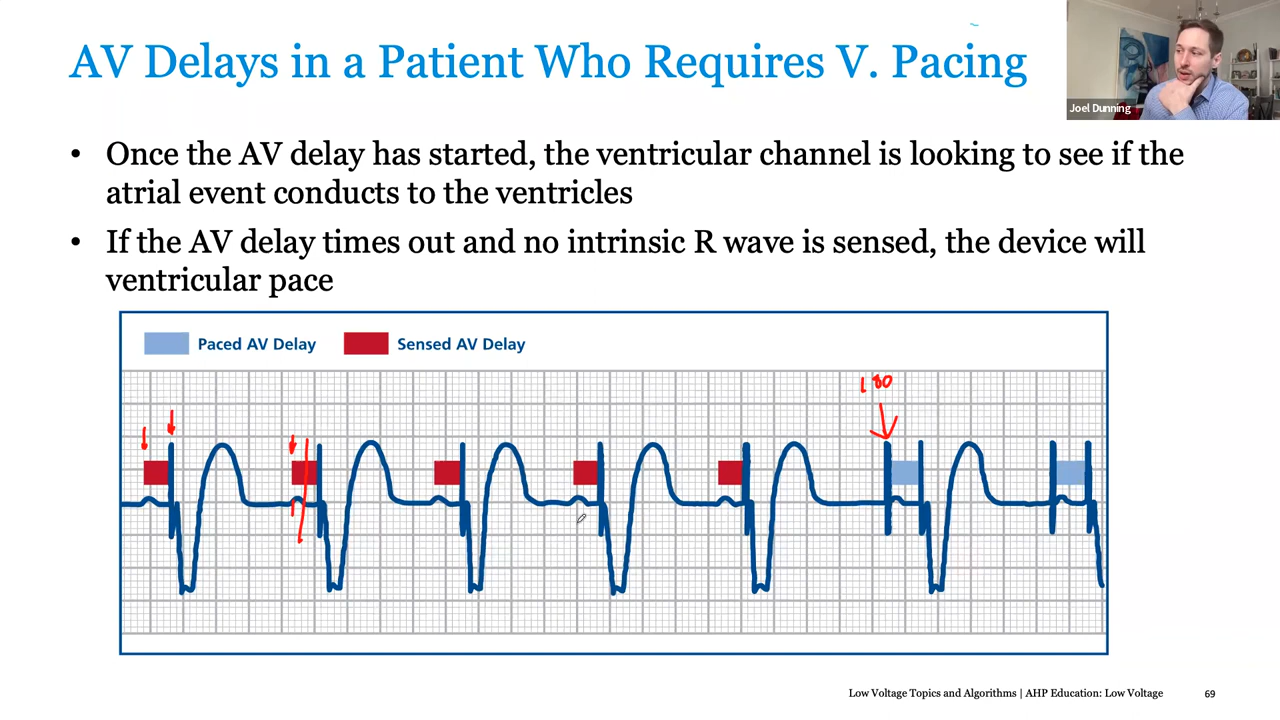 AV Delays in a Patient Who Requires V. Pacing
Joel Dunning
• Once the AV delay has started, the ventricular channel is looking to see if the
atrial event conducts to the ventricles
• If the AV delay times out and no intrinsic R wave is sensed, the device will
ventricular pace
Paced AV Delay
Sensed AV Delay
180
Low Voltage Topics and Algorithms | AHP Education: Low Voltage
69